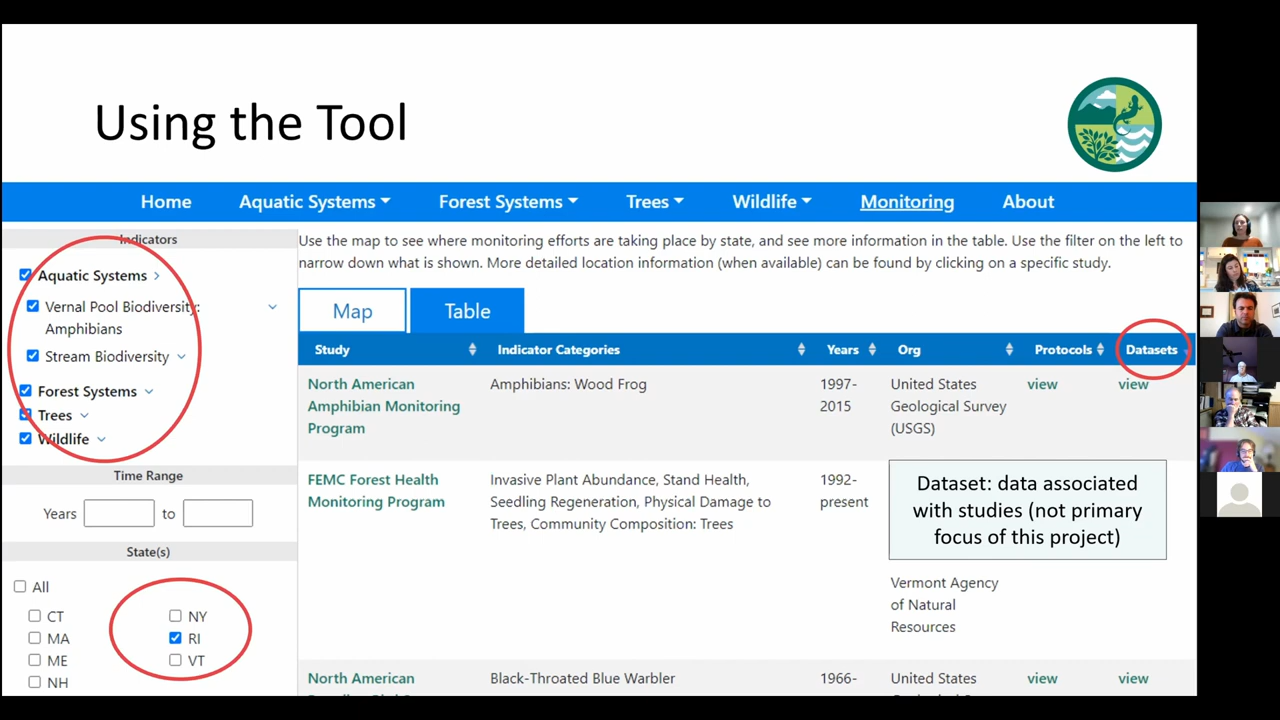 Using the Tool
Home Aquatic Systems Forest Systems Trees Wildlife Monitoring About
Indicators
Aquatic Systems
Vernal Pool Biodiversity:
Amphibians
Stream Biodiversity
Forest Systems
Trees
Wildlife
Time Range
Years to
State(s)
All
CT NY
MA RI
ME VT
NH
Use the map to see where monitoring efforts are taking place by state, and see more information in the table. Use the filter on the left to
narrow down what is shown. More detailed location information (when available) can be found by clicking on a specific study.
Map Table
Study Indicator Categories Years Org Protocols Datasets
North American Amphibians: Wood Frog 1997- United States view view
Amphibian Monitoring 2015 Geological Survey
Program (USGS)
FEMC Forest Health Invasive Plant Abundance, Stand Health, 1992-
Monitoring Program Seedling Regeneration, Physical Damage to present
Trees, Community Composition: Trees
Dataset: data associated
with studies (not primary
focus of this project)
Vermont Agency
of Natural
Resources
North American Black-Throated Blue Warbler 1966- United States view view